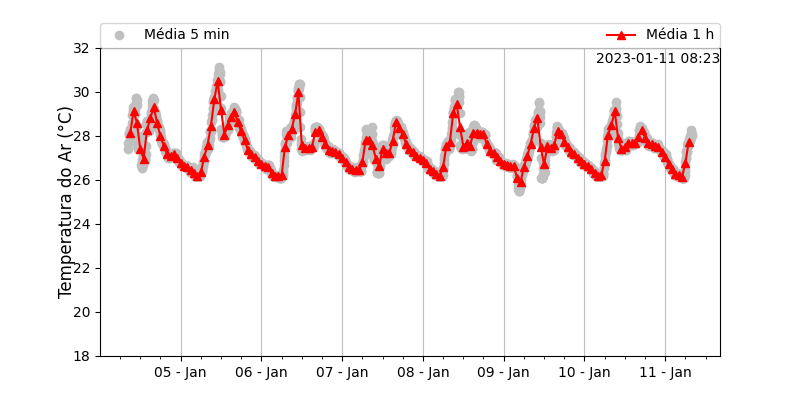 Média 5 min
Média 1 h
2023-01-11 08:23
Temperatura do Ar (°C)
32
30
28
26
24
22
20
18
05 - Jan
06 - Jan
07 - Jan
08 - Jan
09 - Jan
10 - Jan
11 - Jan